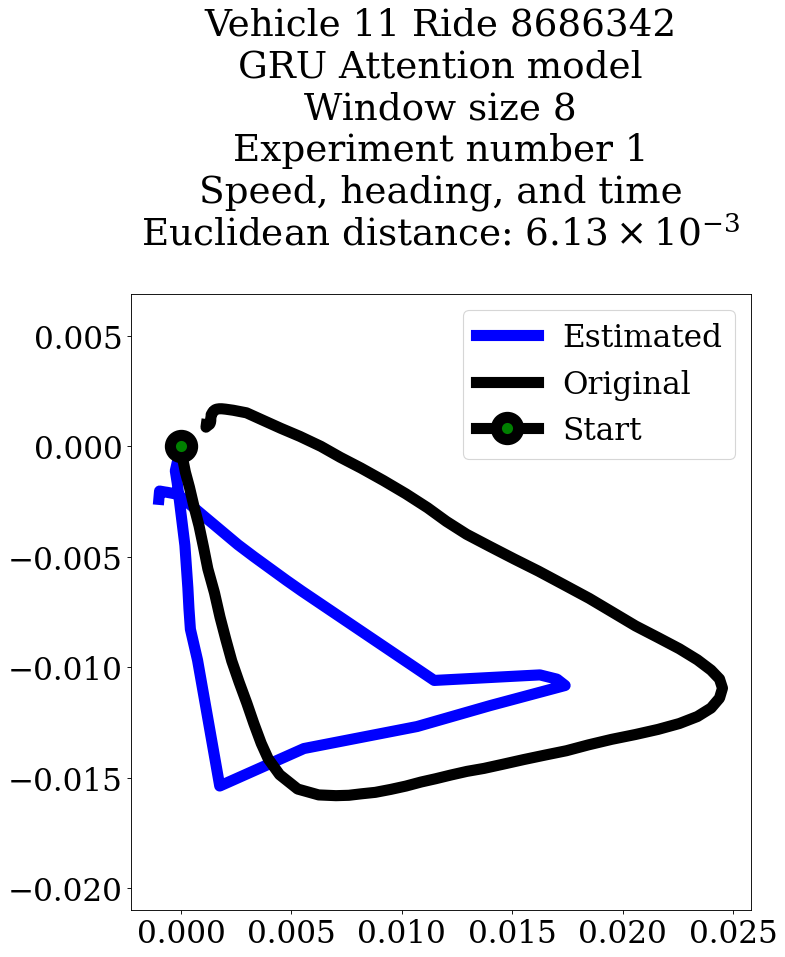 Vehicle 11 Ride 8686342
GRU Attention model
Window size 8
Experiment number 1
Speed, heading, and time
Euclidean distance: 6.13 × 10⁻³
Estimated
Original
Start
0.005
0.000
−0.005
−0.010
−0.015
−0.020
0.000 0.005 0.010 0.015 0.020 0.025